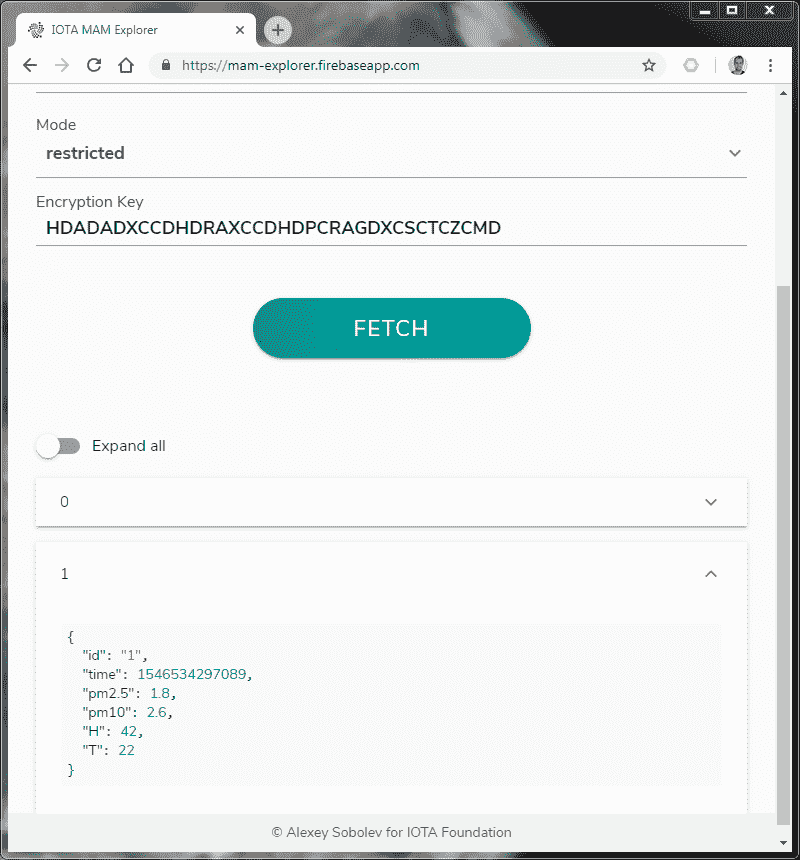 IOTA MAM Explorer
https://mam-explorer.firebaseapp.com
Mode
restricted
Encryption Key
HDADADXCCDHDRAXCCDHDPCRAGDXCSCTCZCMD
FETCH
Expand all
0
1
{
"id": "1",
"time": 1546534297089,
"pm2.5": 1.8,
"pm10": 2.6,
"H": 42,
"T": 22
}
© Alexey Sobolev for IOTA Foundation